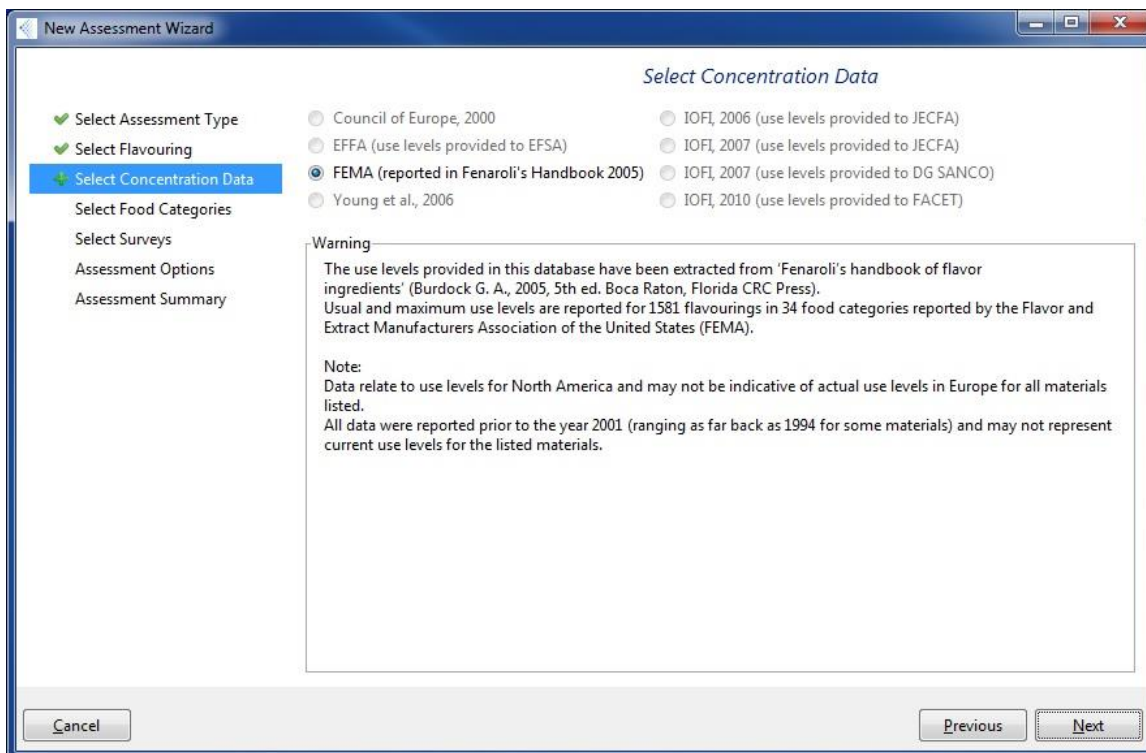 New Assessment Wizard
Select Concentration Data
Select Assessment Type
Select Flavouring
Select Concentration Data
Select Food Categories
Select Surveys
Assessment Options
Assessment Summary
Council of Europe, 2000
EFFA (use levels provided to EFSA)
FEMA (reported in Fenaroli's Handbook 2005)
Young et al., 2006
IOFI, 2006 (use levels provided to JECFA)
IOFI, 2007 (use levels provided to JECFA)
IOFI, 2007 (use levels provided to DG SANCO)
IOFI, 2010 (use levels provided to FACET)
Warning
The use levels provided in this database have been extracted from 'Fenaroli's handbook of flavor
ingredients' (Burdock G. A., 2005, 5th ed. Boca Raton, Florida CRC Press).
Usual and maximum use levels are reported for 1581 flavourings in 34 food categories reported by the Flavor and
Extract Manufacturers Association of the United States (FEMA).
Note:
Data relate to use levels for North America and may not be indicative of actual use levels in Europe for all materials
listed.
All data were reported prior to the year 2001 (ranging as far back as 1994 for some materials) and may not represent
current use levels for the listed materials.
Cancel
Previous
Next